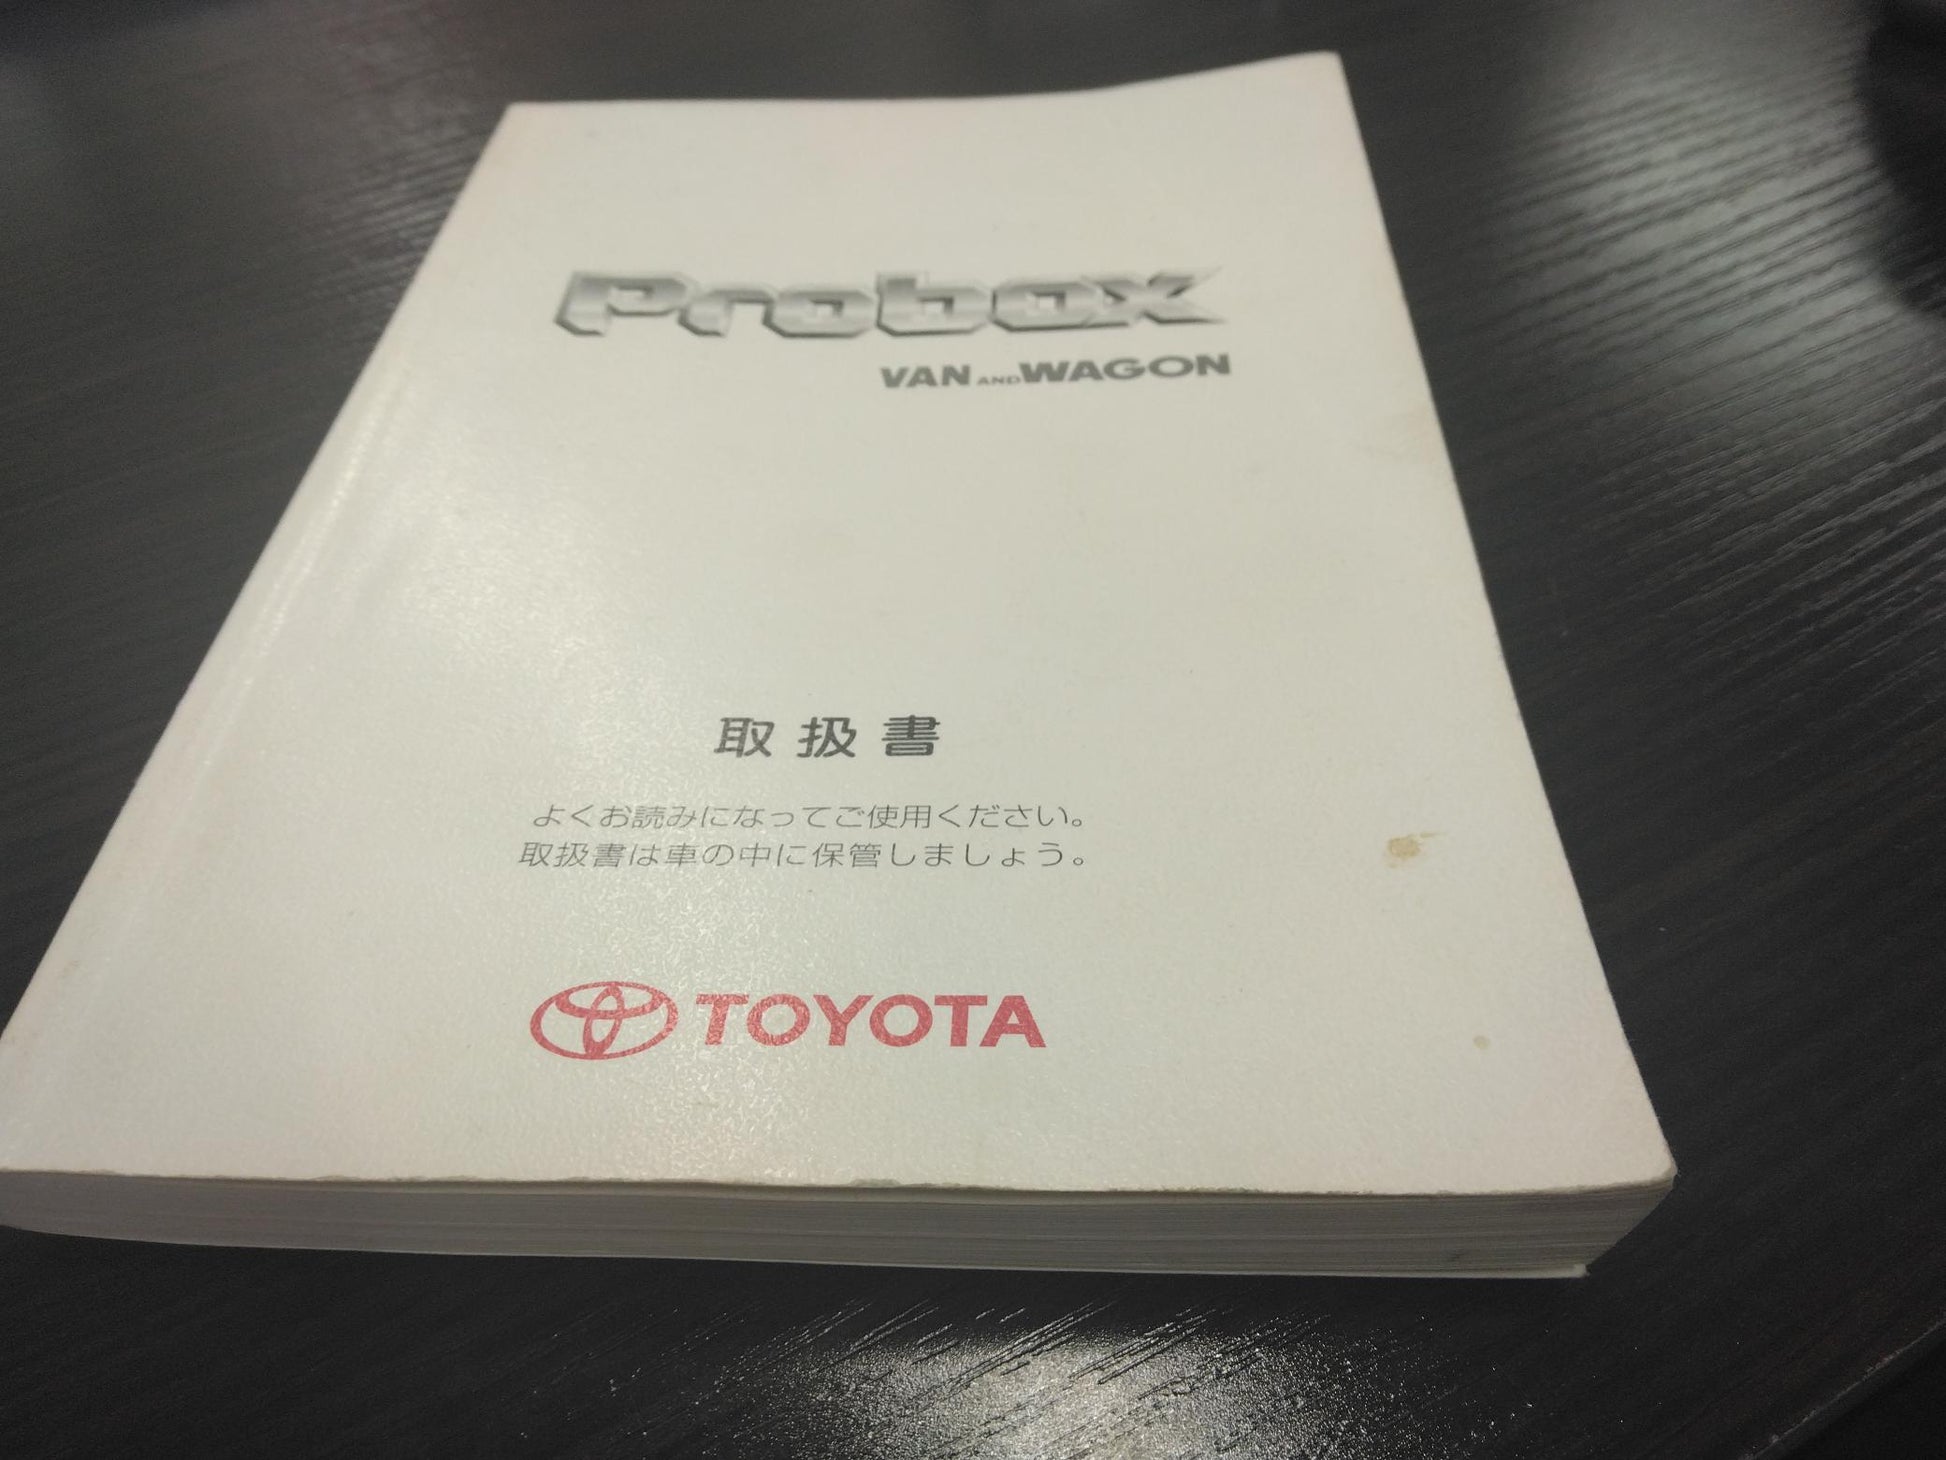 Probox
VAN AND WAGON
取扱書
よくお読みになってご使用ください。
取扱書は車の中に保管しましょう。
TOYOTA